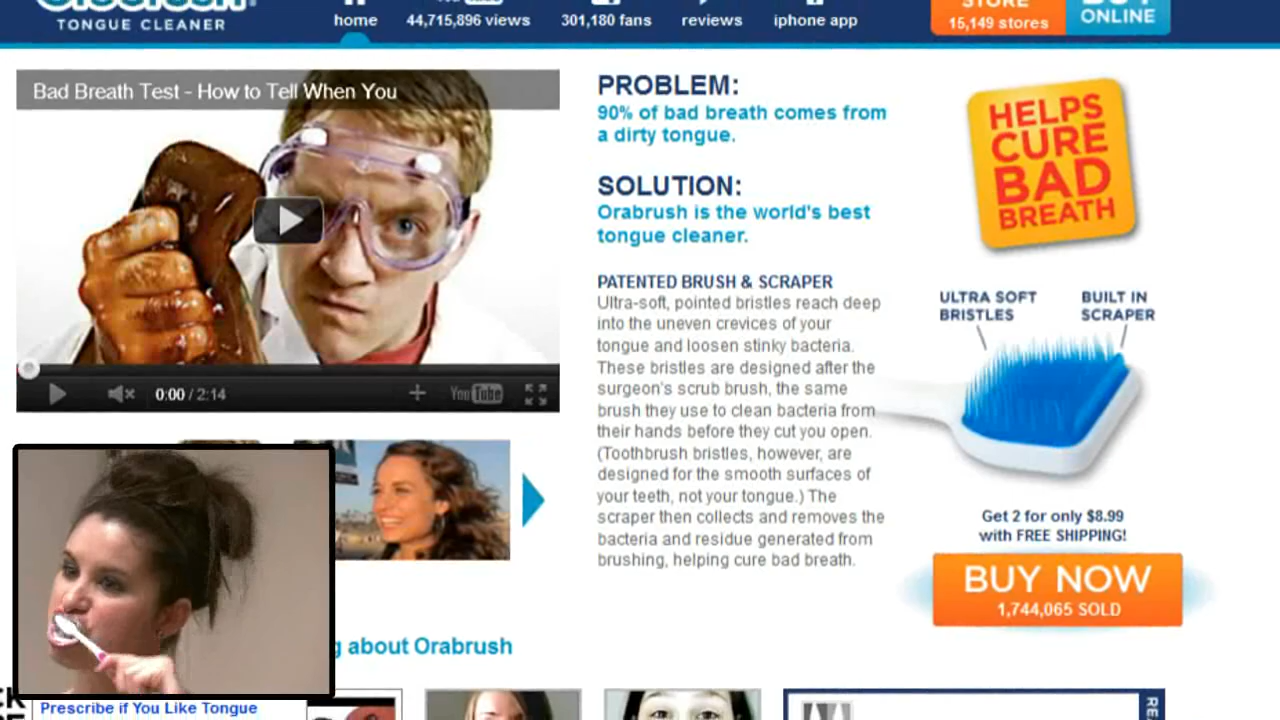 TONGUE CLEANER
home
44,715,896 views
301,180 fans
reviews
iphone app
STORE
15,149 stores
BUY
ONLINE
Bad Breath Test - How to Tell When You
0:00 / 2:14
YouTube
PROBLEM:
90% of bad breath comes from
a dirty tongue.
SOLUTION:
Orabrush is the world's best
tongue cleaner.
PATENTED BRUSH & SCRAPER
Ultra-soft, pointed bristles reach deep
into the uneven crevices of your
tongue and loosen stinky bacteria.
These bristles are designed after the
surgeon's scrub brush, the same
brush they use to clean bacteria from
their hands before they cut you open.
(Toothbrush bristles, however, are
designed for the smooth surfaces of
your teeth, not your tongue.) The
scraper then collects and removes the
bacteria and residue generated from
brushing, helping cure bad breath.
HELPS
CURE
BAD
BREATH
ULTRA SOFT
BRISTLES
BUILT IN
SCRAPER
Get 2 for only $8.99
with FREE SHIPPING!
BUY NOW
1,744,065 SOLD
g about Orabrush
Prescribe if You Like Tongue
RE